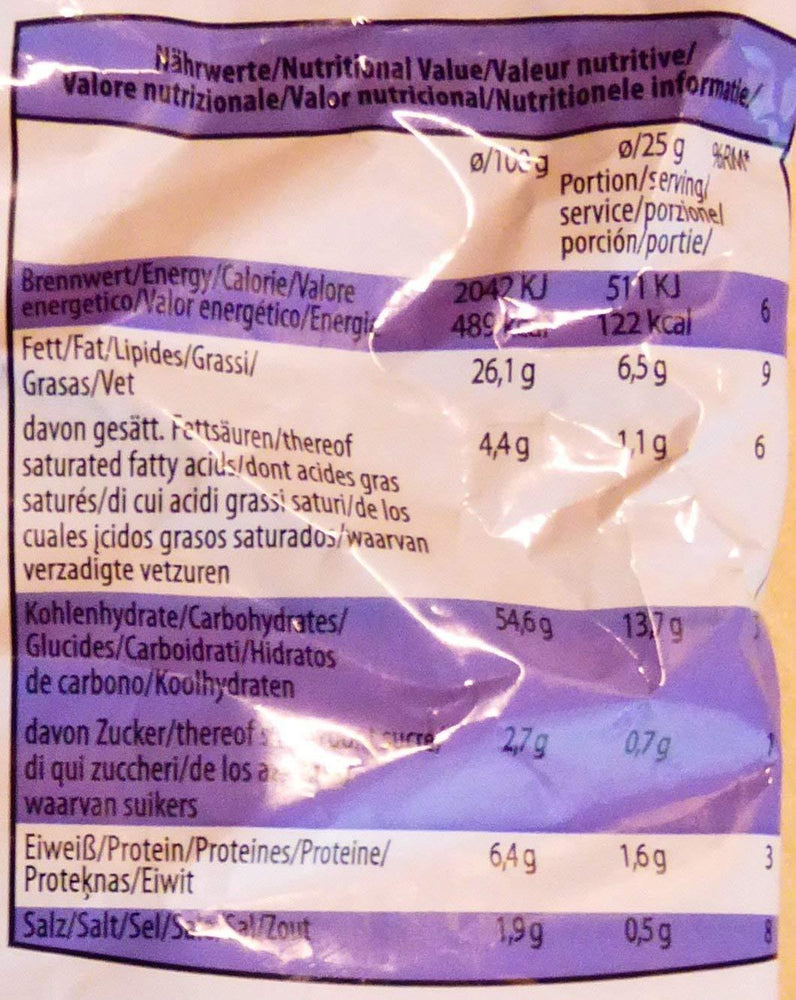 Nährwerte/Nutritional Value/Valeur nutritive/
Valore nutrizionale/Valor nutricional/Nutritionele informatie/
ø/100 g ø/25 g %RM*
Portion/serving/
service/porzionel
porción/portie/
Brennwert/Energy/Calorie/Valore 2042 KJ 511 KJ
energetico/Valor energético/Energie 489 kcal 122 kcal 6
Fett/Fat/Lipides/Grassi/ 26,1 g 6,5 g 9
Grasas/Vet
davon gesätt. Fettsäuren/thereof 4,4 g 1,1 g 6
saturated fatty acids/dont acides gras
saturés/di cui acidi grassi saturi/de los
cuales įcidos grasos saturados/waarvan
verzadigte vetzuren
Kohlenhydrate/Carbohydrates/ 54,6 g 13,7 g
Glucides/Carboidrati/Hidratos
de carbono/Koolhydraten
davon Zucker/thereof sucre/ 2,7 g 0,7 g 1
di qui zuccheri/de los
waarvan suikers
Eiweiß/Protein/Proteines/Proteine/ 6,4 g 1,6 g 3
Proteķnas/Eiwit
Salz/Salt/Sel/ Sal/Zout 1,9 g 0,5 g 8